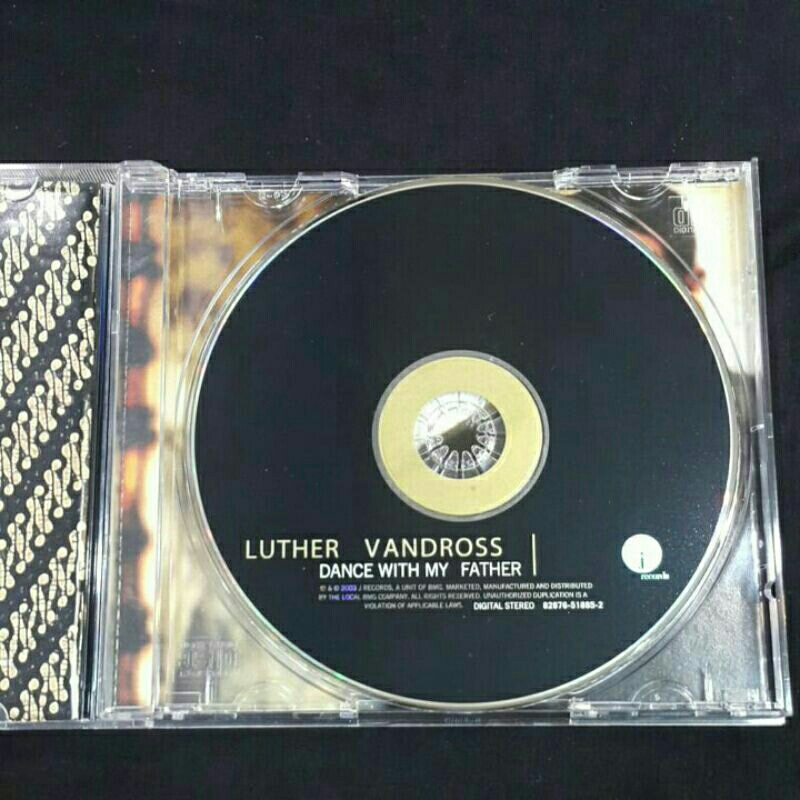 LUTHER VANDROSS
DANCE WITH MY FATHER
j
records
℗ & © 2003 J RECORDS, A UNIT OF BMG. MARKETED, MANUFACTURED AND DISTRIBUTED
BY THE LOCAL BMG COMPANY. ALL RIGHTS RESERVED. UNAUTHORIZED DUPLICATION IS A
VIOLATION OF APPLICABLE LAWS. DIGITAL STEREO 82876-51885-2